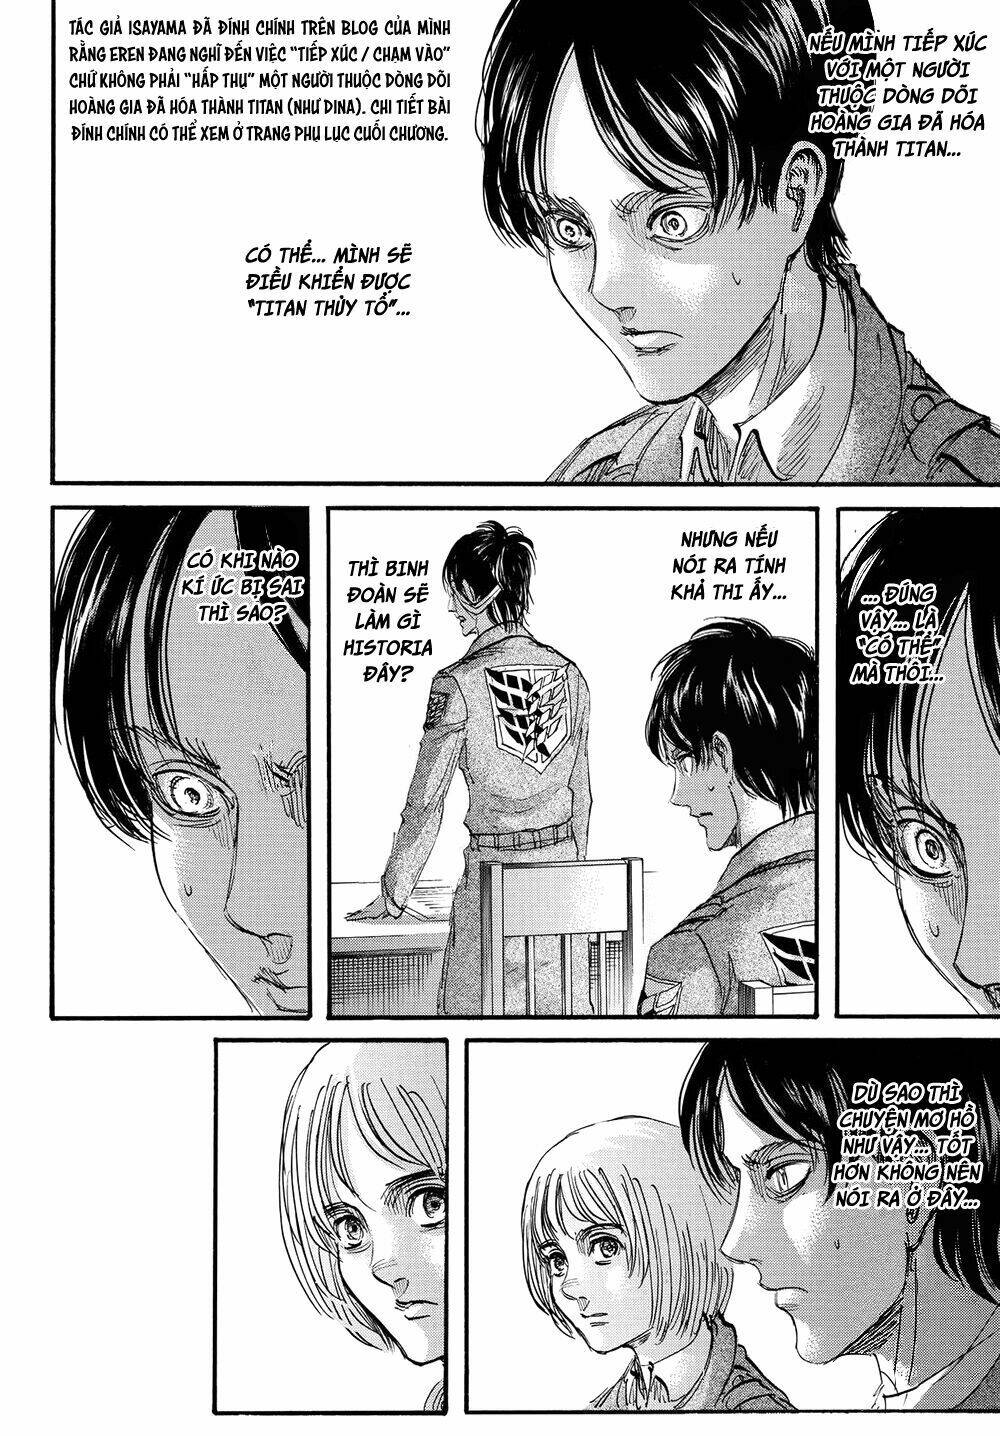 TÁC GIẢ ISAYAMA ĐÃ ĐÍNH CHÍNH TRÊN BLOG CỦA MÌNH
RẰNG EREN ĐANG NGHĨ ĐẾN VIỆC “TIẾP XÚC / CHẠM VÀO”
CHỨ KHÔNG PHẢI “HẤP THỤ” MỘT NGƯỜI THUỘC DÒNG DÕI
HOÀNG GIA ĐÃ HÓA THÀNH TITAN (NHƯ DINA). CHI TIẾT BÀI
ĐÍNH CHÍNH CÓ THỂ XEM Ở TRANG PHỤ LỤC CUỐI CHƯƠNG.
NẾU MÌNH TIẾP XÚC
VỚI MỘT NGƯỜI
THUỘC DÒNG DÕI
HOÀNG GIA ĐÃ HÓA
THÀNH TITAN...
CÓ THỂ... MÌNH SẼ
ĐIỀU KHIỂN ĐƯỢC
“TITAN THỦY TỔ”...
... ĐÚNG
VẬY... LÀ
“CÓ THỂ”
MÀ THÔI...
NHƯNG NẾU
NÓI RA TÍNH
KHẢ THI ẤY...
THÌ BINH
ĐOÀN SẼ
LÀM GÌ
HISTORIA
ĐÂY?
CÓ KHI NÀO
KÍ ỨC BỊ SAI
THÌ SAO?
DÙ SAO THÌ
CHUYỆN MƠ HỒ
NHƯ VẬY... TỐT
HƠN KHÔNG NÊN
NÓI RA Ở ĐÂY...